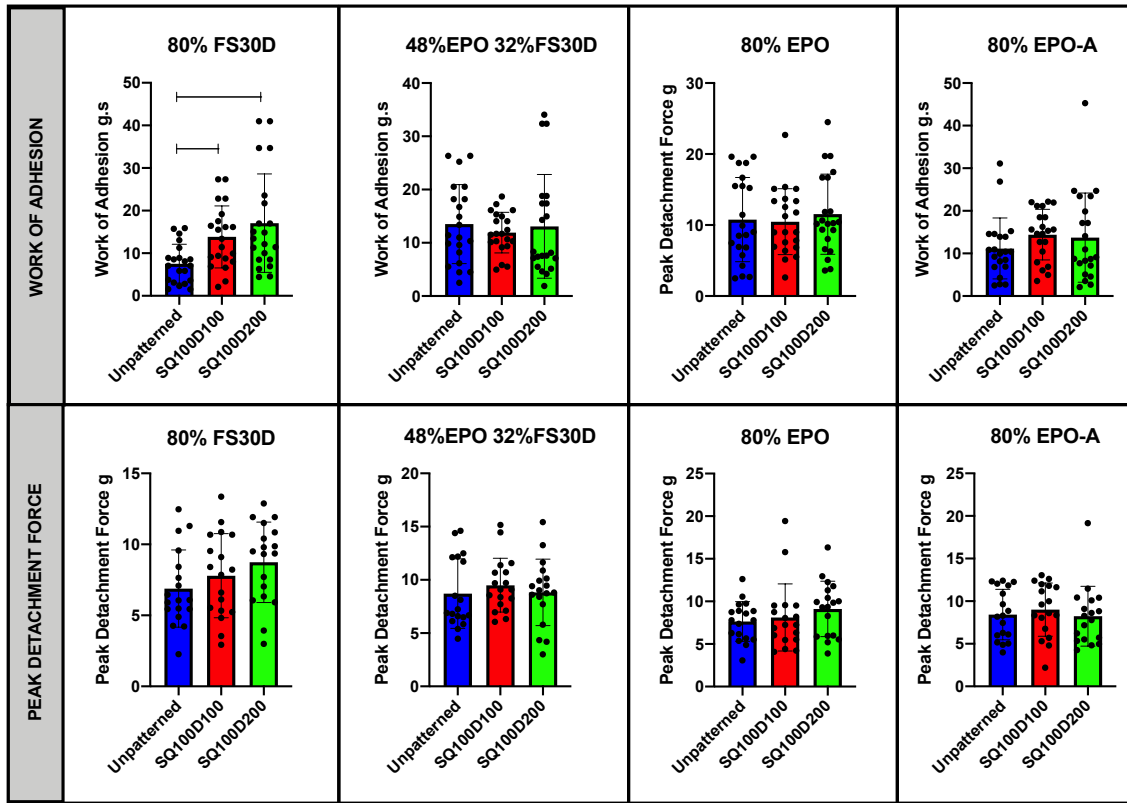 WORK OF ADHESION
80% FS30D
Work of Adhesion g.s
50
40
30
20
10
0
Unpatterned
SQ100D100
SQ100D200
48%EPO 32%FS30D
Work of Adhesion g.s
40
30
20
10
0
Unpatterned
SQ100D100
SQ100D200
80% EPO
Peak Detachment Force g
30
20
10
0
Unpatterned
SQ100D100
SQ100D200
80% EPO-A
Work of Adhesion g.s
50
40
30
20
10
0
Unpatterned
SQ100D100
SQ100D200
PEAK DETACHMENT FORCE
80% FS30D
Peak Detachment Force g
15
10
5
0
Unpatterned
SQ100D100
SQ100D200
48%EPO 32%FS30D
Peak Detachment Force g
20
15
10
5
0
Unpatterned
SQ100D100
SQ100D200
80% EPO
Peak Detachment Force g
25
20
15
10
5
0
Unpatterned
SQ100D100
SQ100D200
80% EPO-A
Peak Detachment Force g
25
20
15
10
5
0
Unpatterned
SQ100D100
SQ100D200